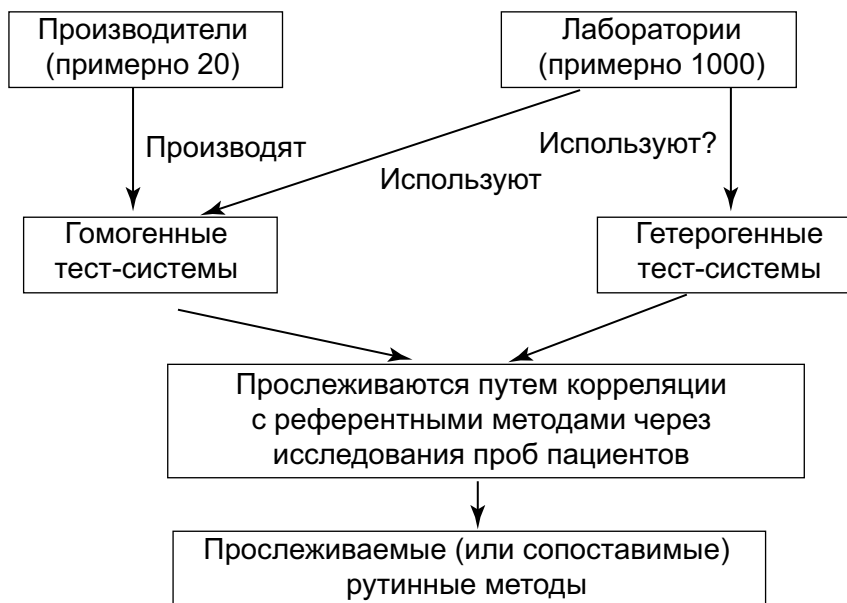 Производители
(примерно 20)
Лаборатории
(примерно 1000)
Производят
Используют?
Используют
Гомогенные
тест-системы
Гетерогенные
тест-системы
Прослеживаются путем корреляции
с референтными методами через
исследования проб пациентов
Прослеживаемые (или сопоставимые)
рутинные методы